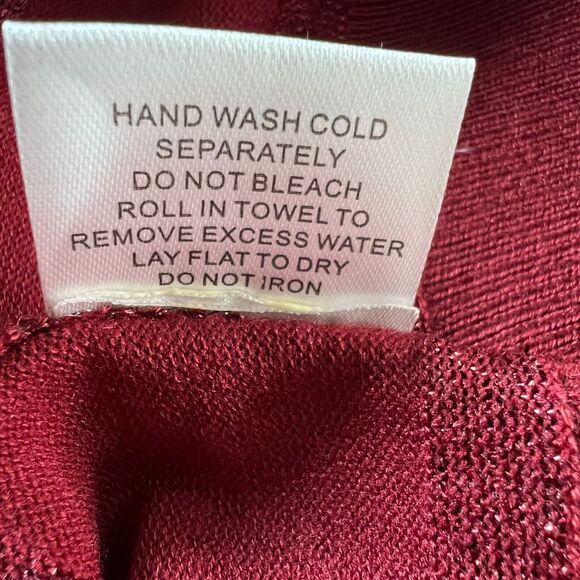 HAND WASH COLD
SEPARATELY
DO NOT BLEACH
ROLL IN TOWEL TO
REMOVE EXCESS WATER
LAY FLAT TO DRY
DO NOT IRON